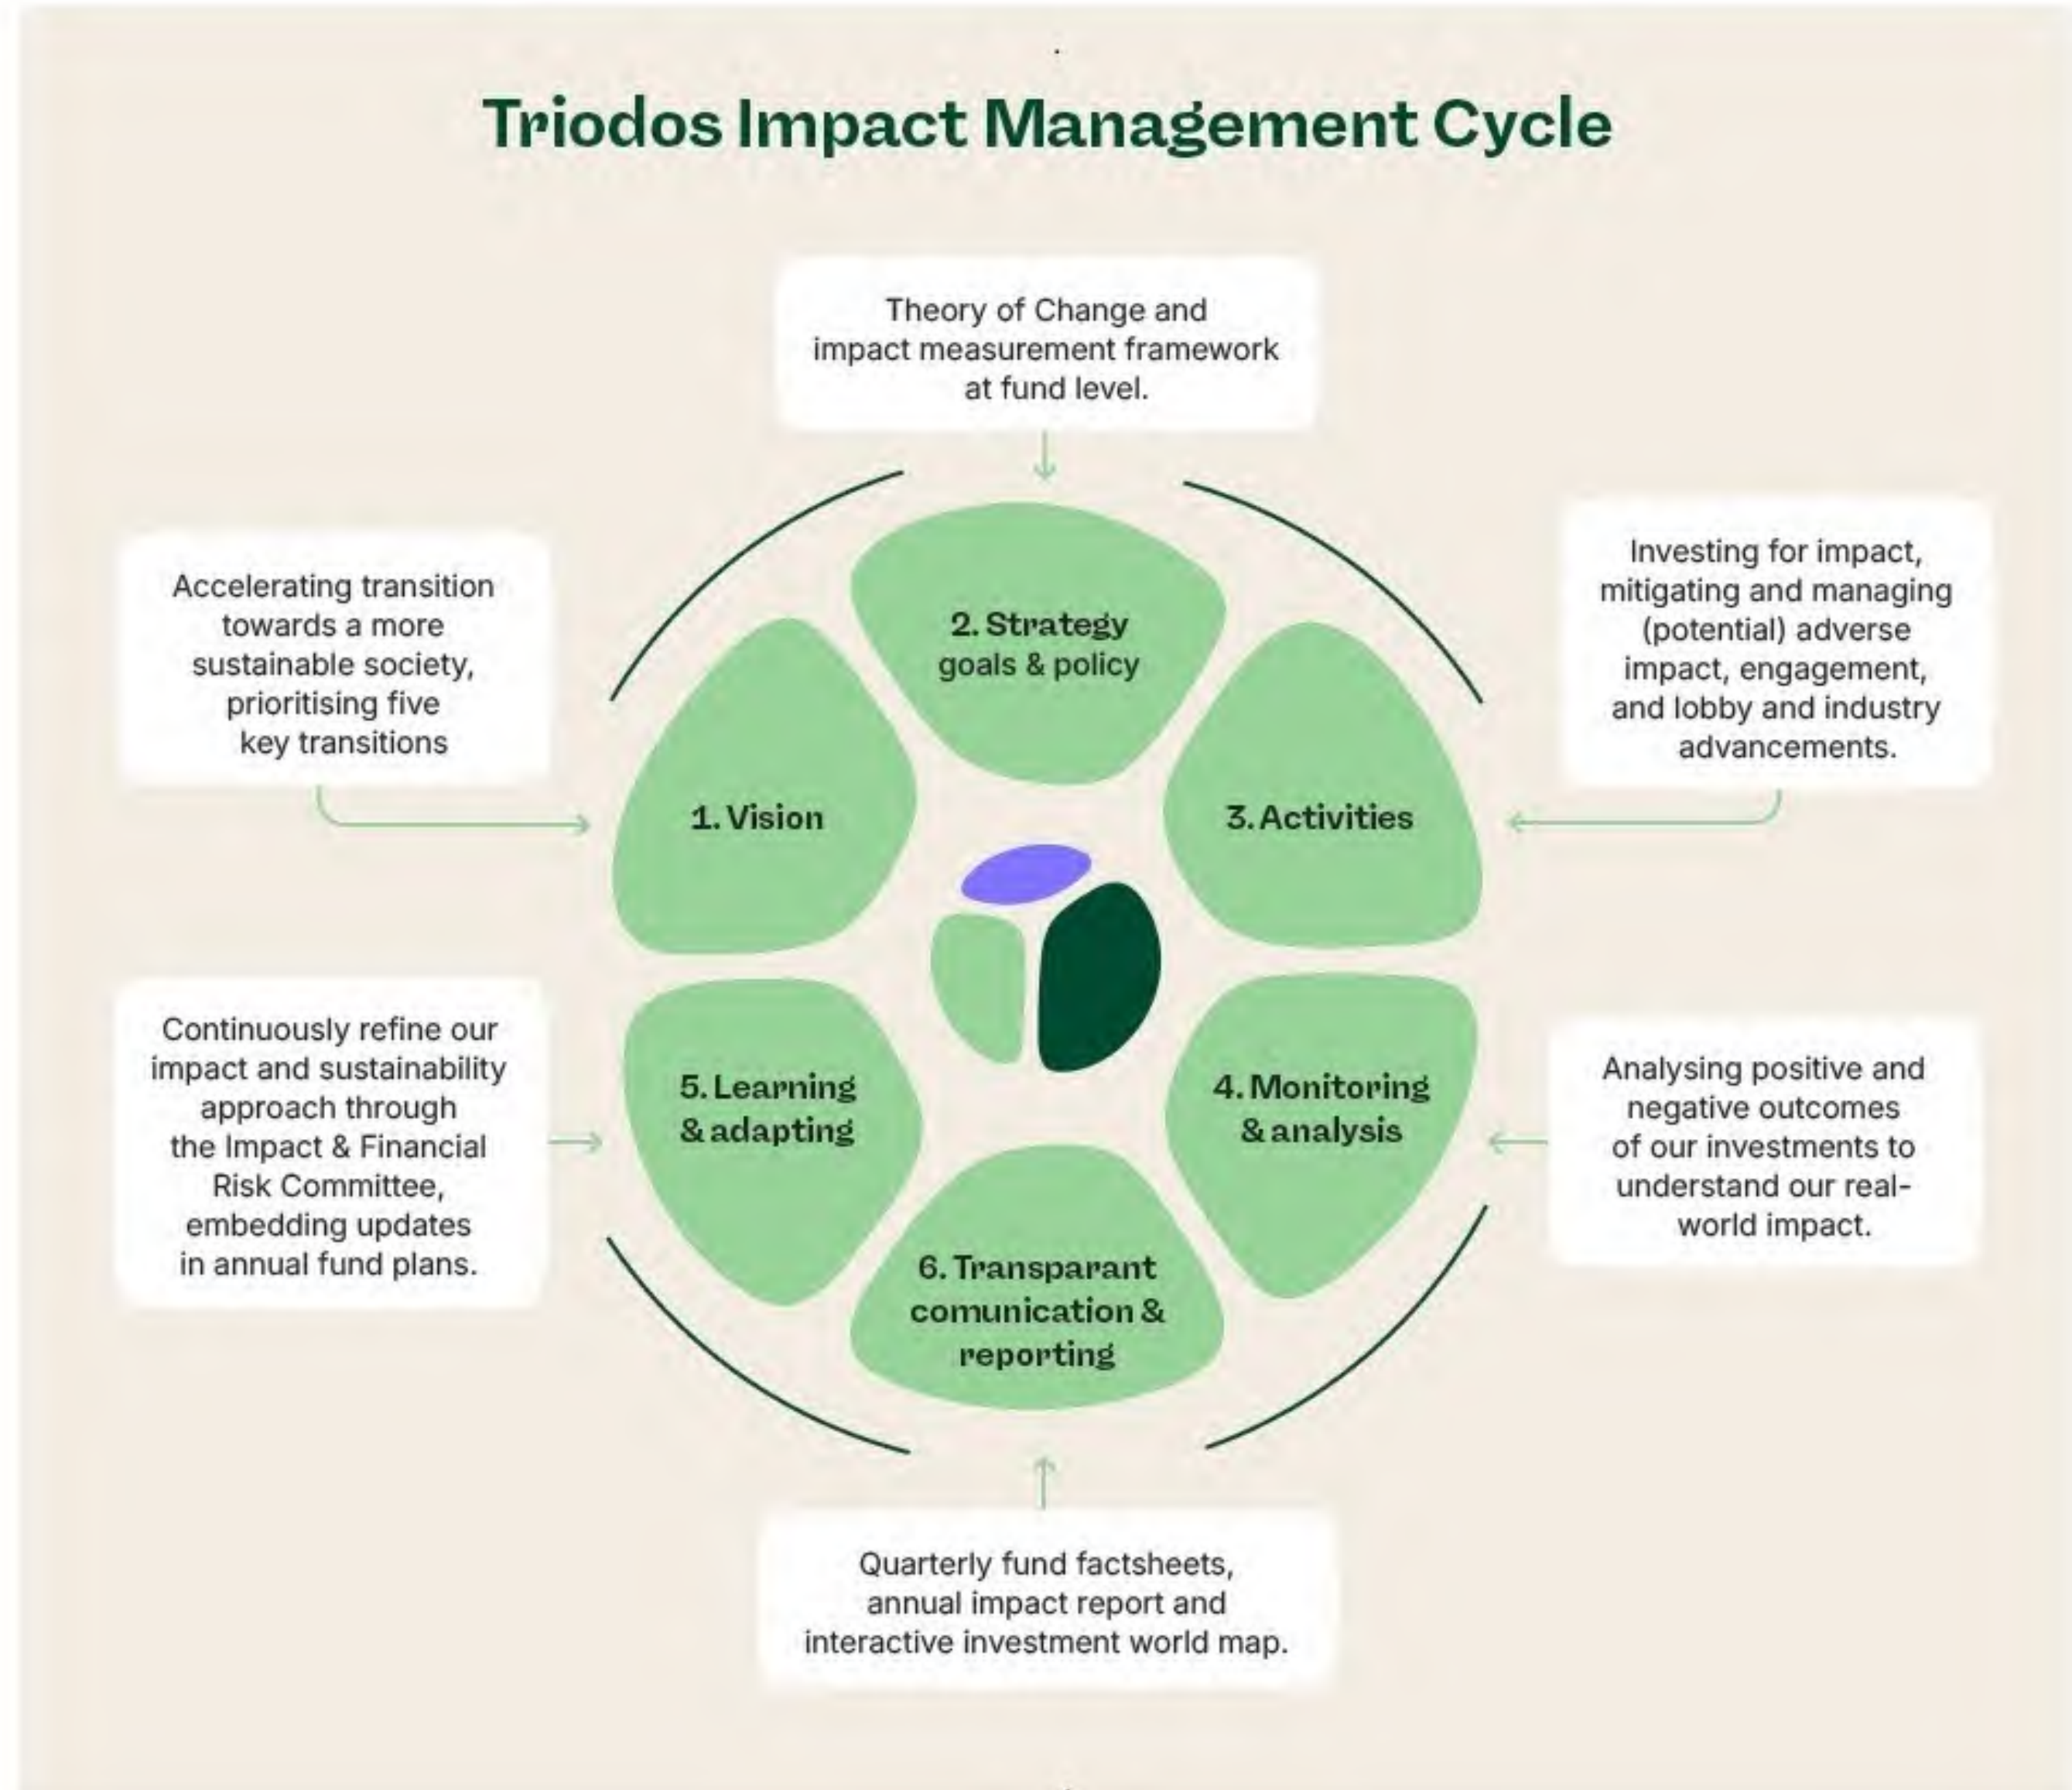 Triodos Impact Management Cycle
Theory of Change and
impact measurement framework
at fund level.
Accelerating transition
towards a more
sustainable society,
prioritising five
key transitions
Investing for impact,
mitigating and managing
(potential) adverse
impact, engagement,
and lobby and industry
advancements.
2. Strategy
goals & policy
1. Vision
3. Activities
Continuously refine our
impact and sustainability
approach through
the Impact & Financial
Risk Committee,
embedding updates
in annual fund plans.
5. Learning
& adapting
4. Monitoring
& analysis
Analysing positive and
negative outcomes
of our investments to
understand our real-
world impact.
6. Transparant
comunication &
reporting
Quarterly fund factsheets,
annual impact report and
interactive investment world map.